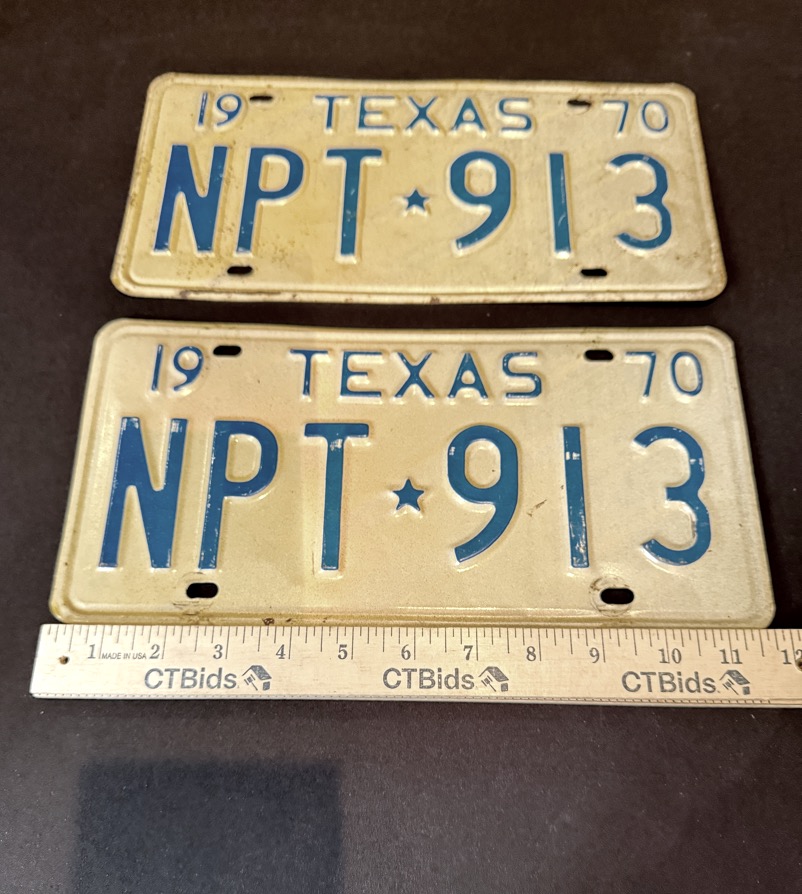 19 TEXAS 70
NPT★913
19 TEXAS 70
NPT★913
1 MADE IN USA 2 3 4 5 6 7 8 9 10 11 12
CTBids CTBids CTBids